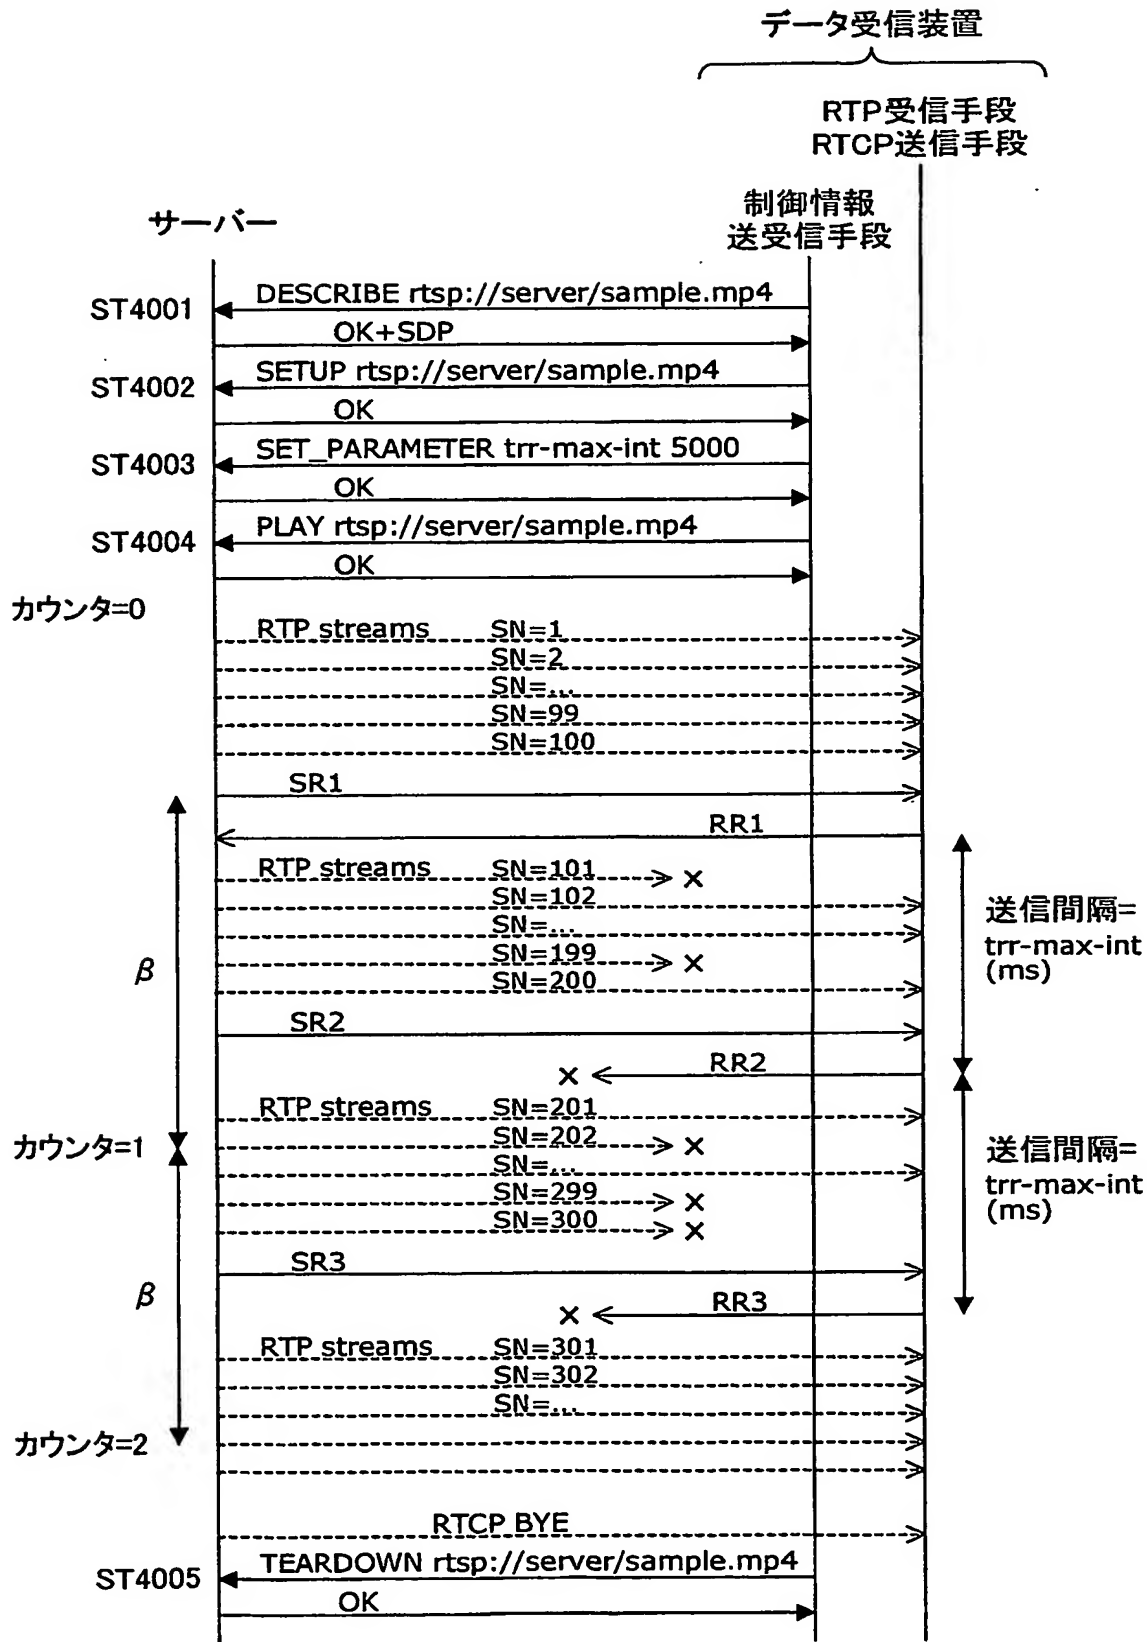 データ受信装置
RTP受信手段
RTCP送信手段
制御情報
送受信手段
サーバー
ST4001
DESCRIBE rtsp://server/sample.mp4
OK+SDP
ST4002
SETUP rtsp://server/sample.mp4
OK
ST4003
SET_PARAMETER trr-max-int 5000
OK
ST4004
PLAY rtsp://server/sample.mp4
OK
カウンタ=0
RTP streams SN=1
SN=2
SN=...
SN=99
SN=100
SR1
RR1
RTP streams SN=101
SN=102
SN=...
SN=199
SN=200
β
送信間隔=
trr-max-int
(ms)
SR2
RR2
RTP streams SN=201
カウンタ=1
SN=202
SN=...
SN=299
SN=300
送信間隔=
trr-max-int
(ms)
SR3
β
RR3
RTP streams SN=301
SN=302
SN=...
カウンタ=2
RTCP BYE
ST4005
TEARDOWN rtsp://server/sample.mp4
OK